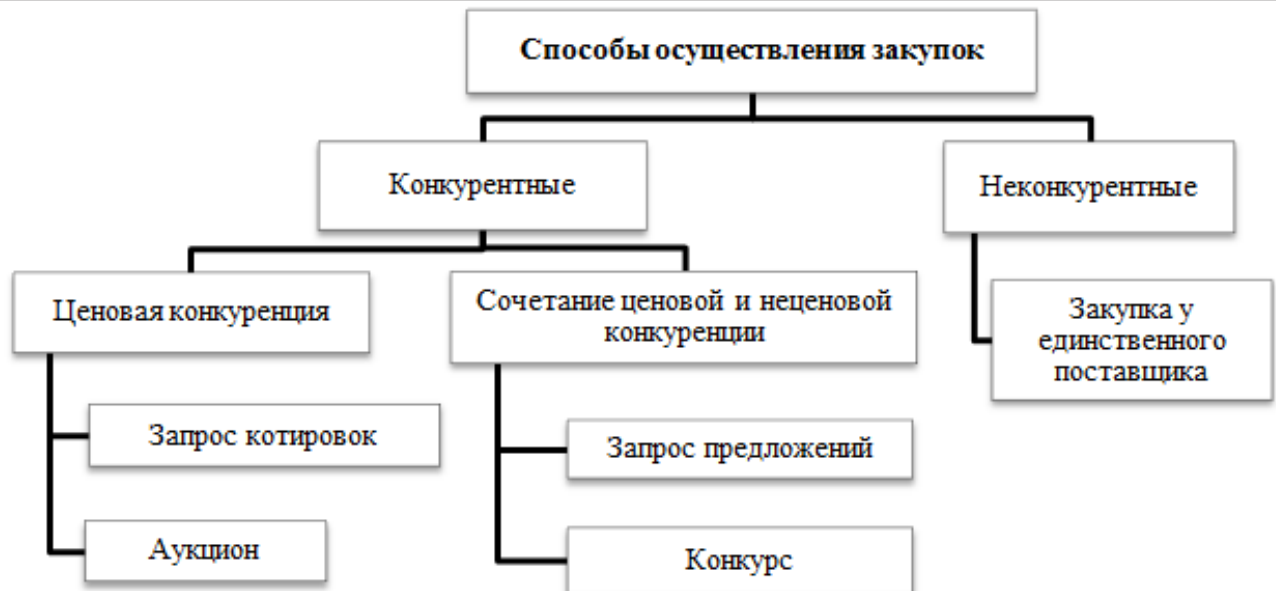 Способы осуществления закупок
Конкурентные
Неконкурентные
Ценовая конкуренция
Сочетание ценовой и неценовой
конкуренции
Закупка у
единственного
поставщика
Запрос котировок
Запрос предложений
Аукцион
Конкурс